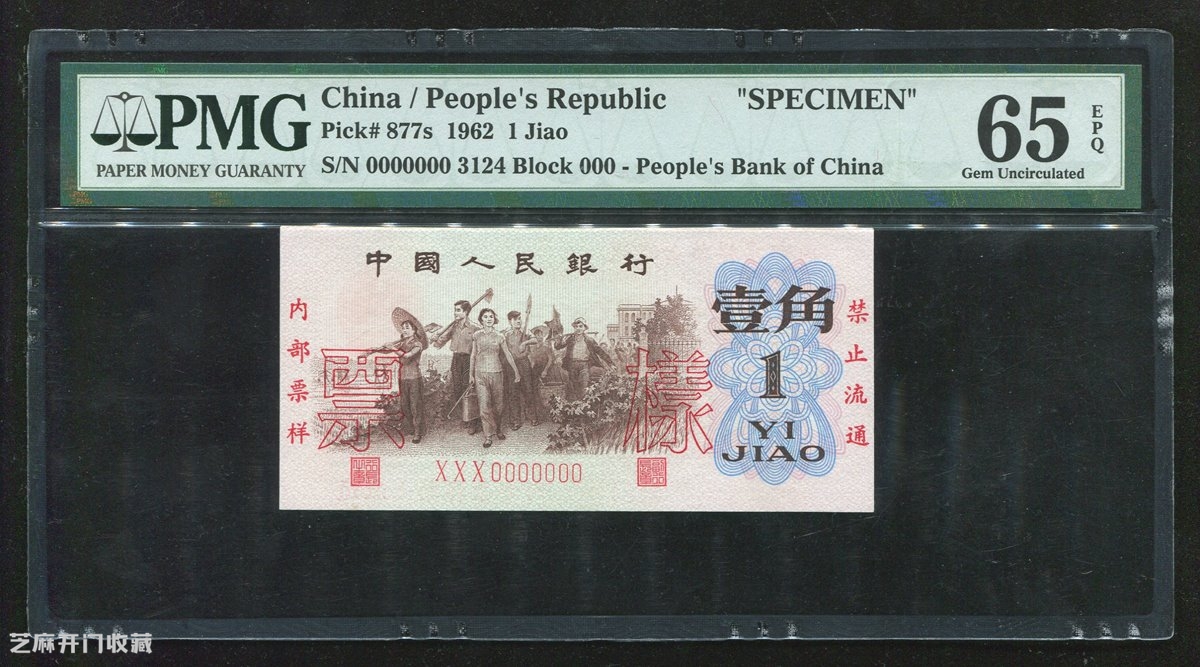 PMG
PAPER MONEY GUARANTY
China / People's Republic "SPECIMEN"
Pick# 877s 1962 1 Jiao
S/N 0000000 3124 Block 000 - People's Bank of China
65
EPQ
Gem Uncirculated
中國人民銀行
内部票样
票樣
壹角
1
YI
JIAO
禁止流通
XXX0000000
芝麻开门收藏